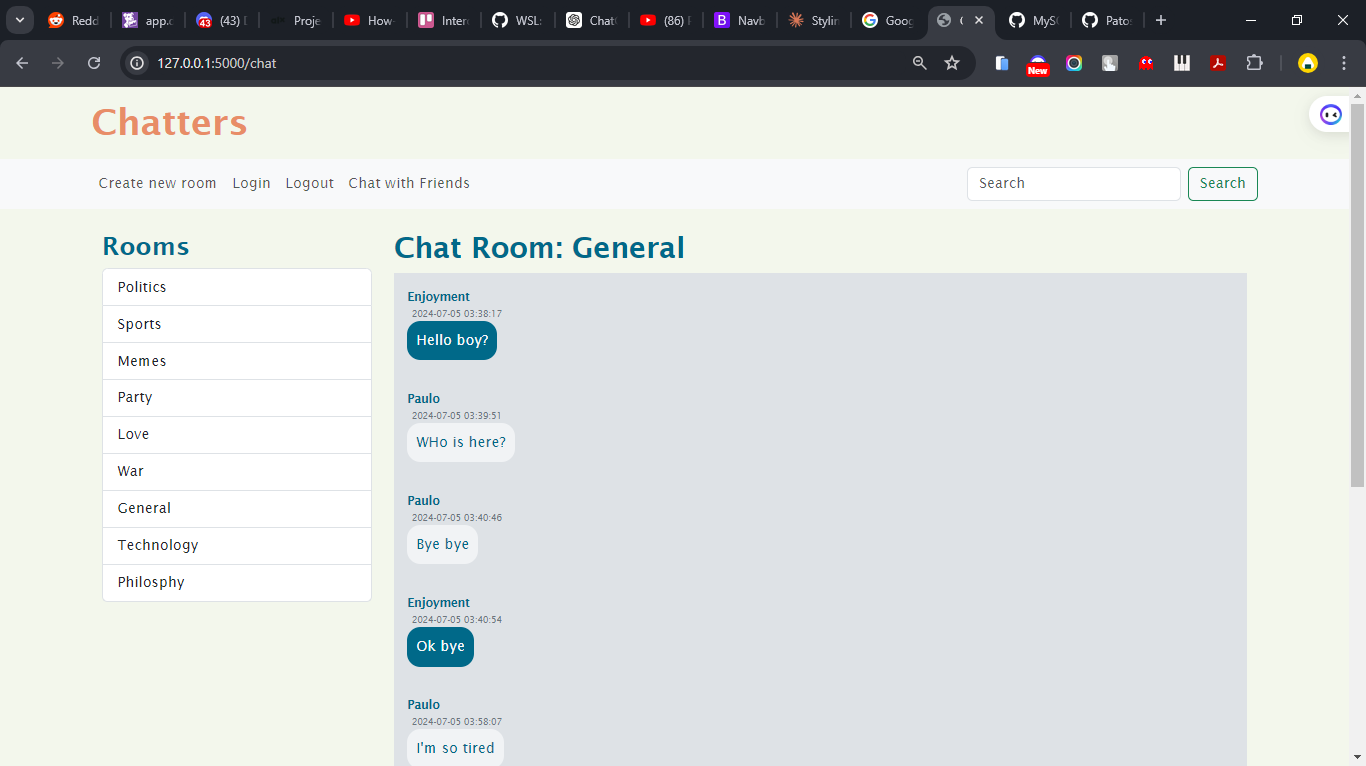 Redd
app.c
(43) D
Proje
How-
Inter
WSL:
Chat
(86) F
Navb
Stylin
Goog
MySC
Patos
127.0.0.1:5000/chat
New
Chatters
Create new room Login Logout Chat with Friends Search Search
Rooms
Politics
Sports
Memes
Party
Love
War
General
Technology
Philosphy
Chat Room: General
Enjoyment
2024-07-05 03:38:17
Hello boy?
Paulo
2024-07-05 03:39:51
WHo is here?
Paulo
2024-07-05 03:40:46
Bye bye
Enjoyment
2024-07-05 03:40:54
Ok bye
Paulo
2024-07-05 03:58:07
I'm so tired